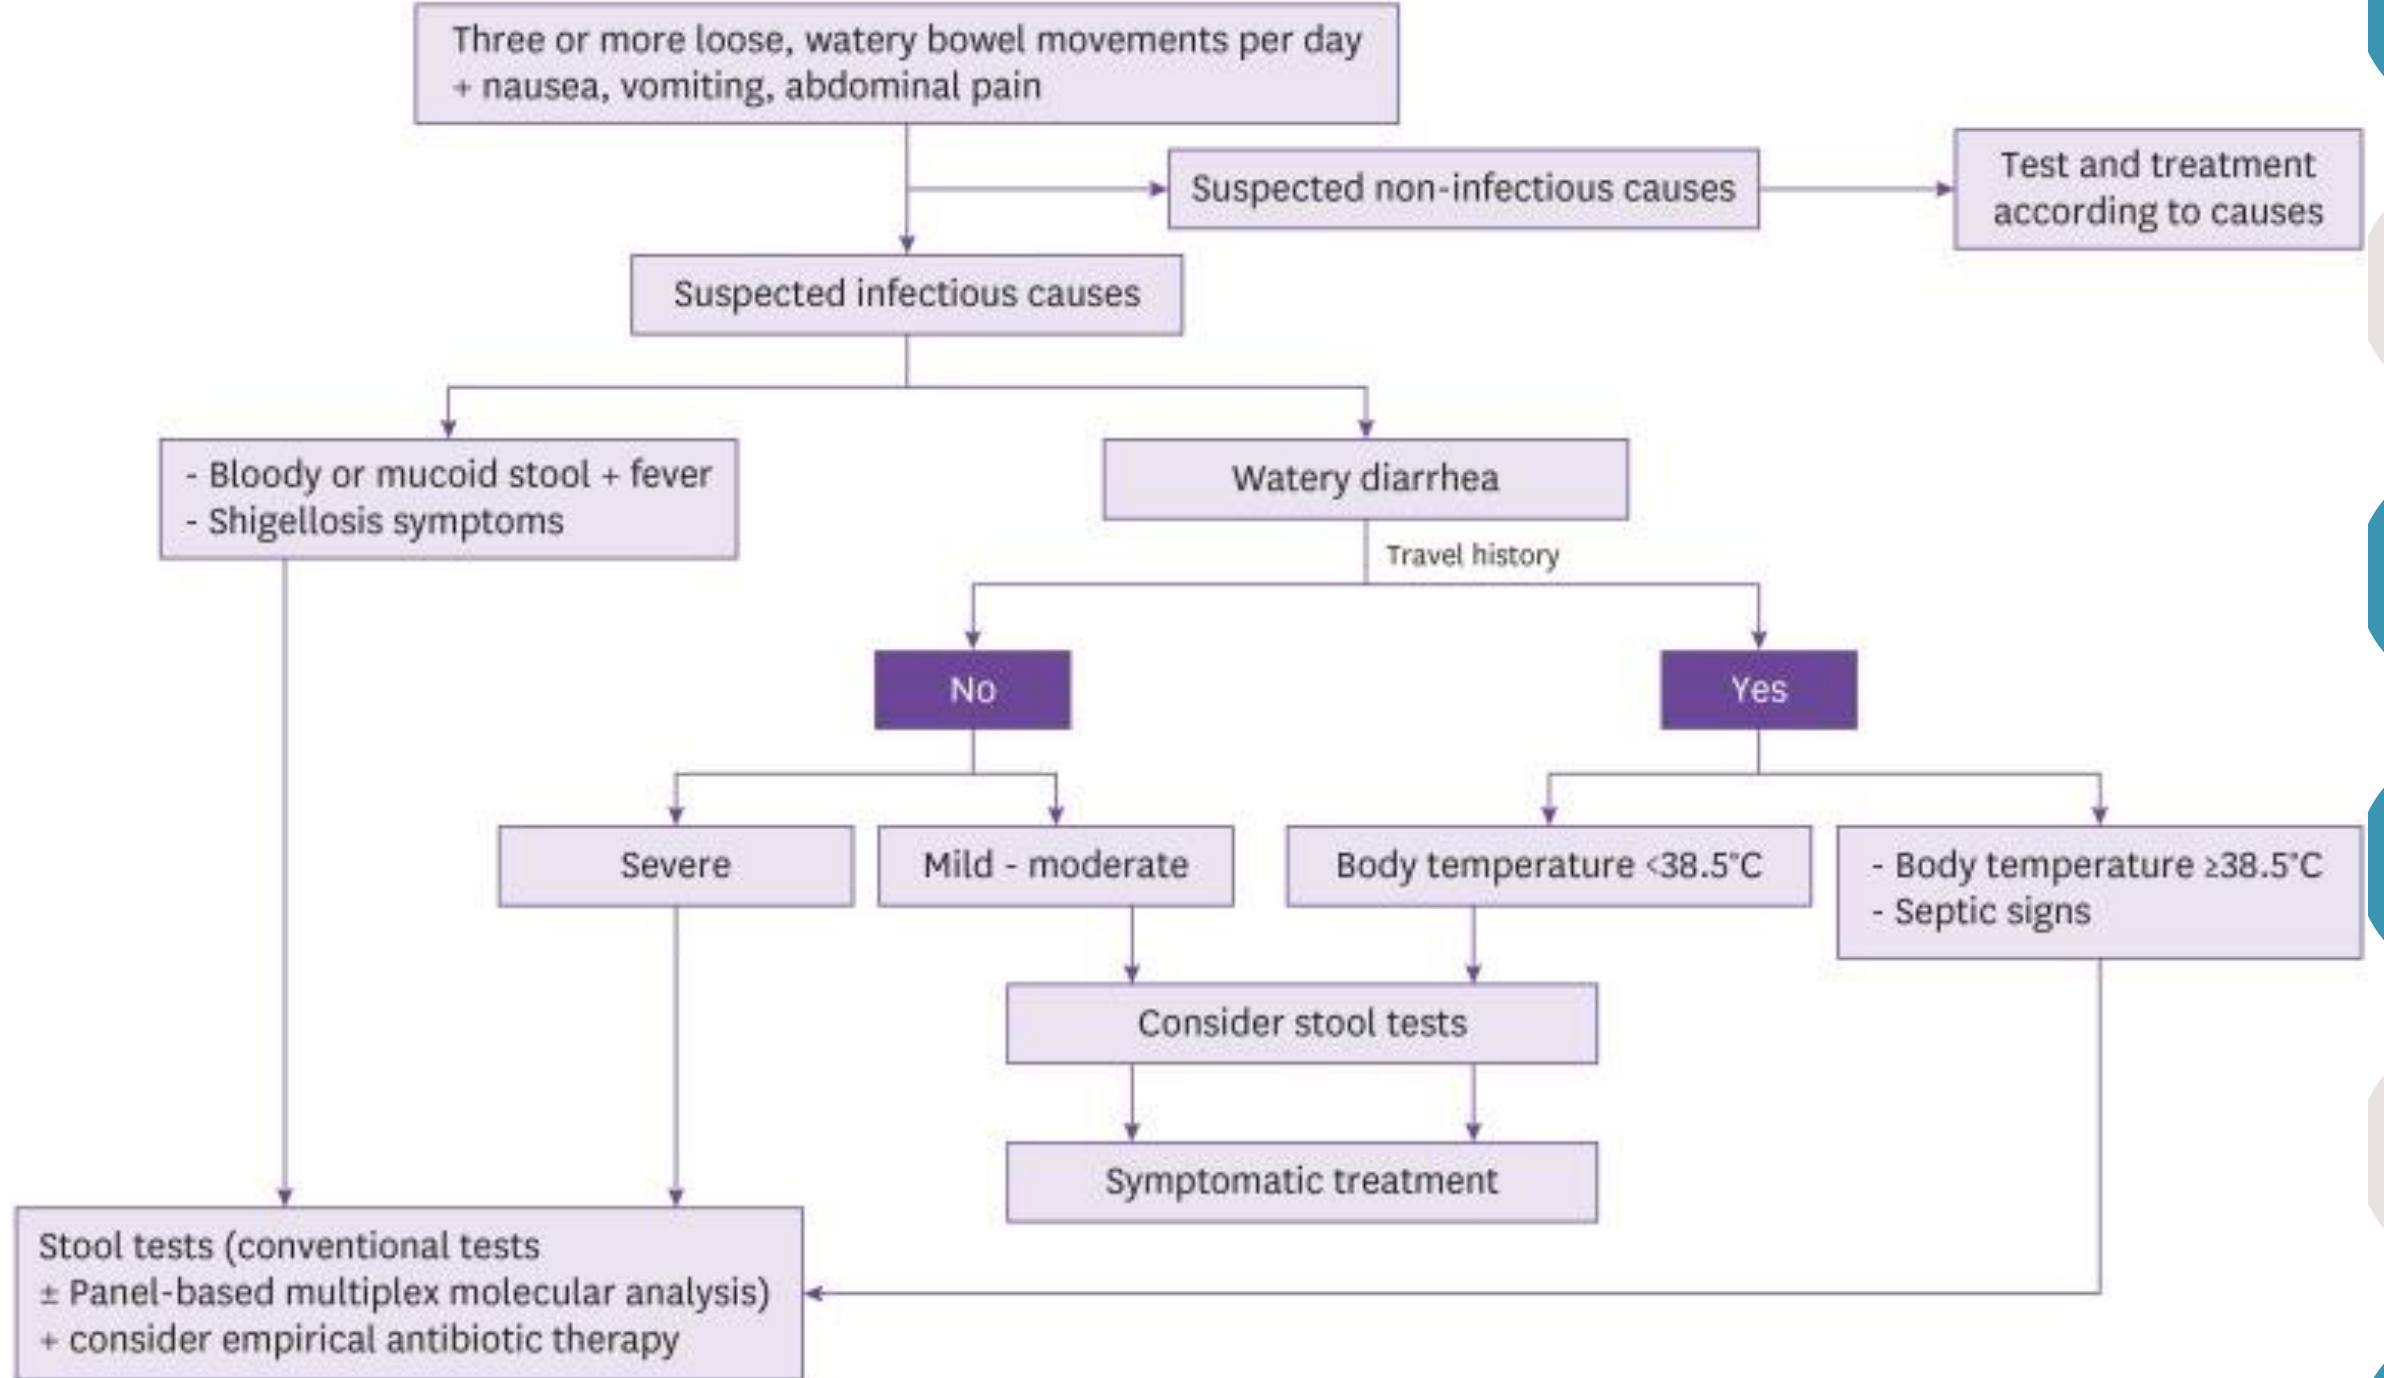 Three or more loose, watery bowel movements per day
+ nausea, vomiting, abdominal pain
Suspected non-infectious causes
Test and treatment
according to causes
Suspected infectious causes
- Bloody or mucoid stool + fever
- Shigellosis symptoms
Watery diarrhea
Travel history
No
Yes
Severe
Mild - moderate
Body temperature <38.5°C
- Body temperature ≥38.5°C
- Septic signs
Consider stool tests
Symptomatic treatment
Stool tests (conventional tests
± Panel-based multiplex molecular analysis)
+ consider empirical antibiotic therapy